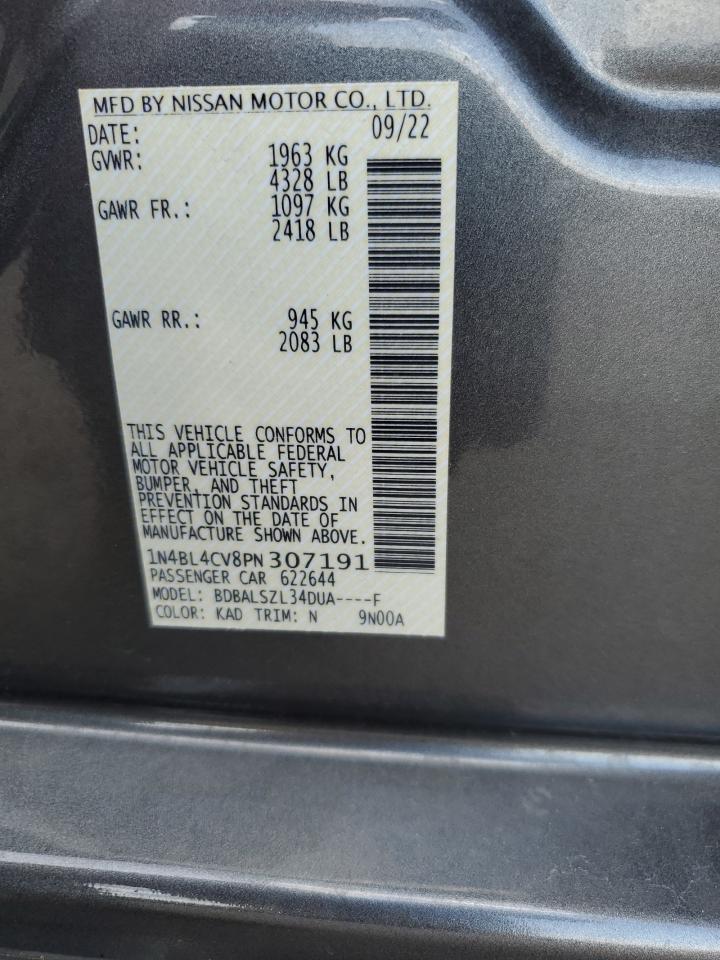 MFD BY NISSAN MOTOR CO., LTD.
DATE: 09/22
GVWR: 1963 KG
4328 LB
GAWR FR.: 1097 KG
2418 LB
GAWR RR.: 945 KG
2083 LB
THIS VEHICLE CONFORMS TO
ALL APPLICABLE FEDERAL
MOTOR VEHICLE SAFETY,
BUMPER, AND THEFT
PREVENTION STANDARDS IN
EFFECT ON THE DATE OF
MANUFACTURE SHOWN ABOVE.
1N4BL4CV8PN307191
PASSENGER CAR 622644
MODEL: BDBALSZL34DUA----F
COLOR: KAD TRIM: N 9N00A